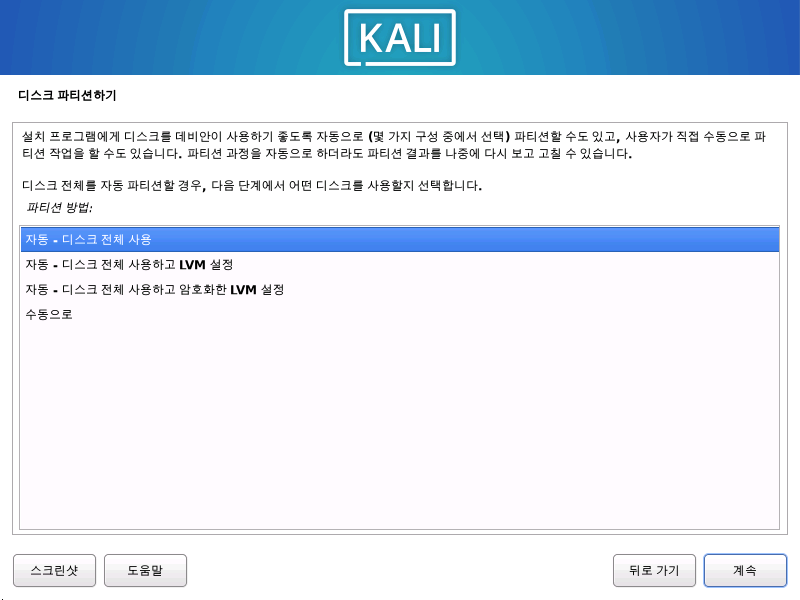 KALI
디스크 파티션하기
설치 프로그램에게 디스크를 데비안이 사용하기 좋도록 자동으로 (몇 가지 구성 중에서 선택) 파티션할 수도 있고, 사용자가 직접 수동으로 파
티션 작업을 할 수도 있습니다. 파티션 과정을 자동으로 하더라도 파티션 결과를 나중에 다시 보고 고칠 수 있습니다.
디스크 전체를 자동 파티션할 경우, 다음 단계에서 어떤 디스크를 사용할지 선택합니다.
파티션 방법:
자동 - 디스크 전체 사용
자동 - 디스크 전체 사용하고 LVM 설정
자동 - 디스크 전체 사용하고 암호화한 LVM 설정
수동으로
스크린샷 도움말 뒤로 가기 계속